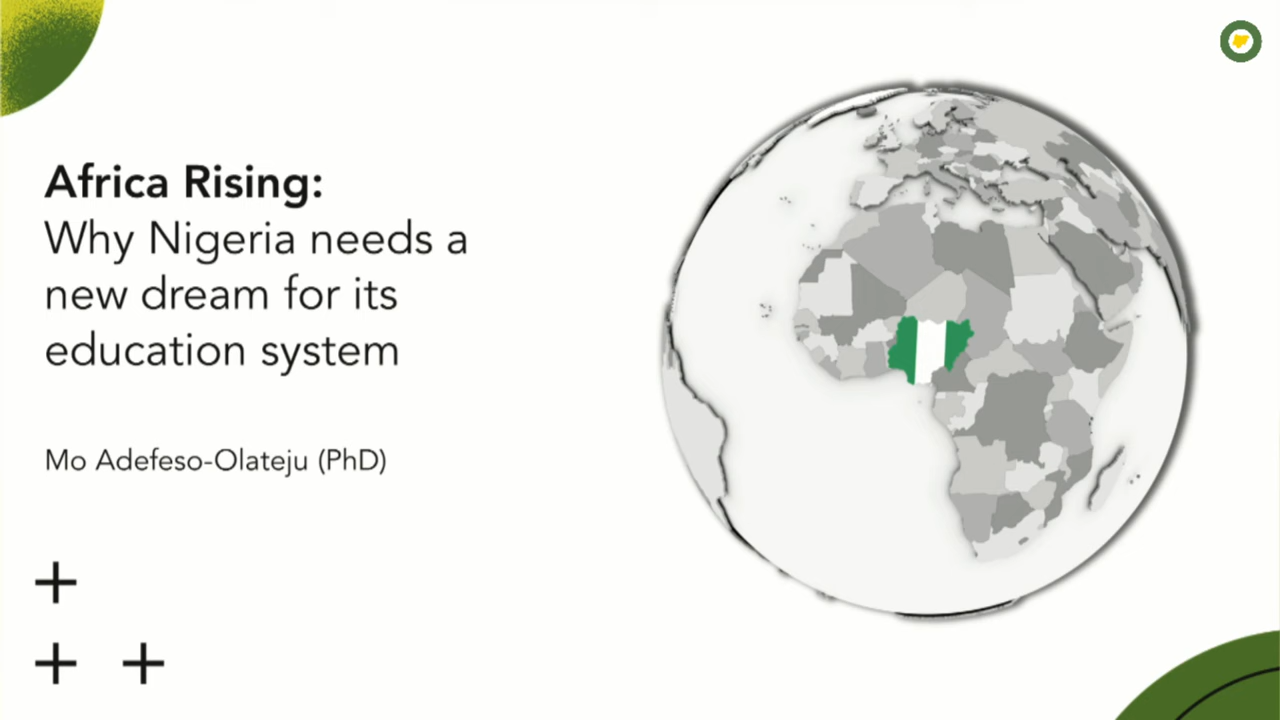 Africa Rising:
Why Nigeria needs a
new dream for its
education system
Mo Adefeso-Olateju (PhD)